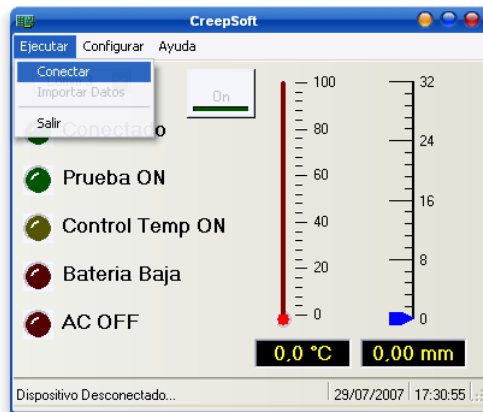 CreepSoft
Ejecutar Configurar Ayuda
Conectar
Importar Datos
Salir
On
Conectado
Prueba ON
Control Temp ON
Bateria Baja
AC OFF
100
80
60
40
20
0
32
24
16
8
0
0,0 °C
0,00 mm
Dispositivo Desconectado... 29/07/2007 17:30:55